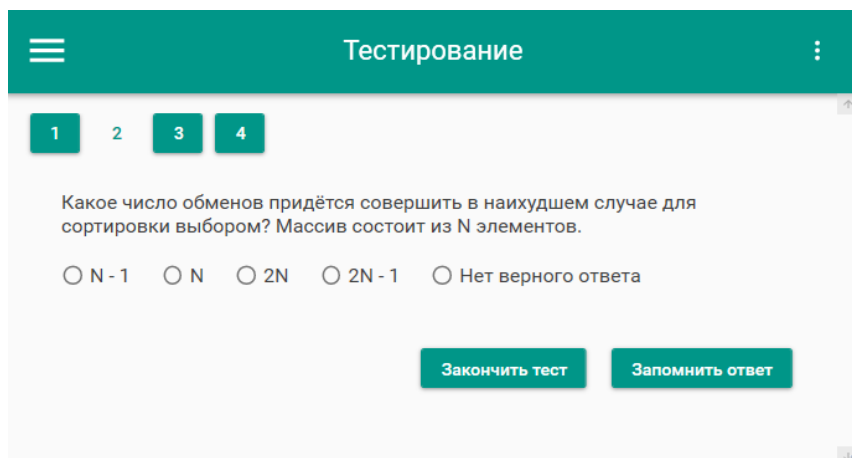 Тестирование
1 2 3 4
Какое число обменов придётся совершить в наихудшем случае для
сортировки выбором? Массив состоит из N элементов.
N - 1 N 2N 2N - 1 Нет верного ответа
Закончить тест Запомнить ответ